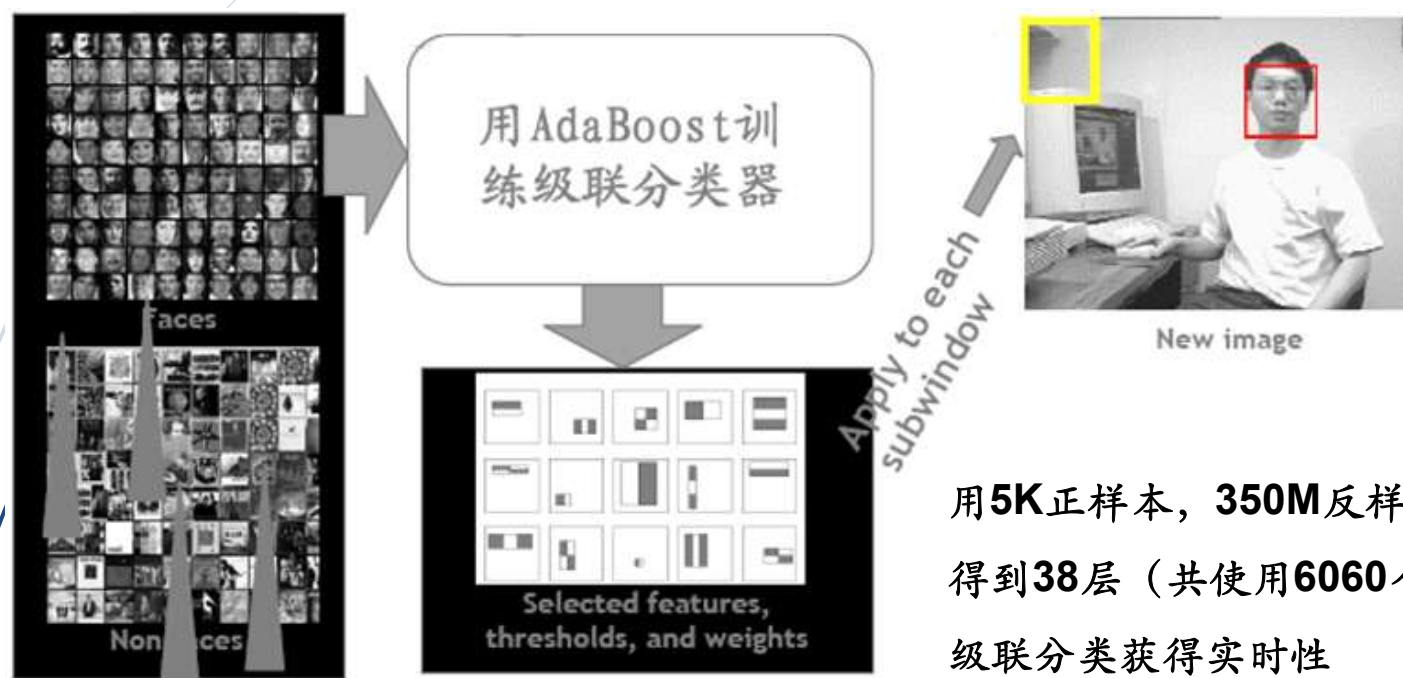 用AdaBoost训
练级联分类器
Faces
Apply to each
subwindow
New image
Selected features,
thresholds, and weights
用5K正样本，350M反样
得到38层（共使用6060
级联分类获得实时性